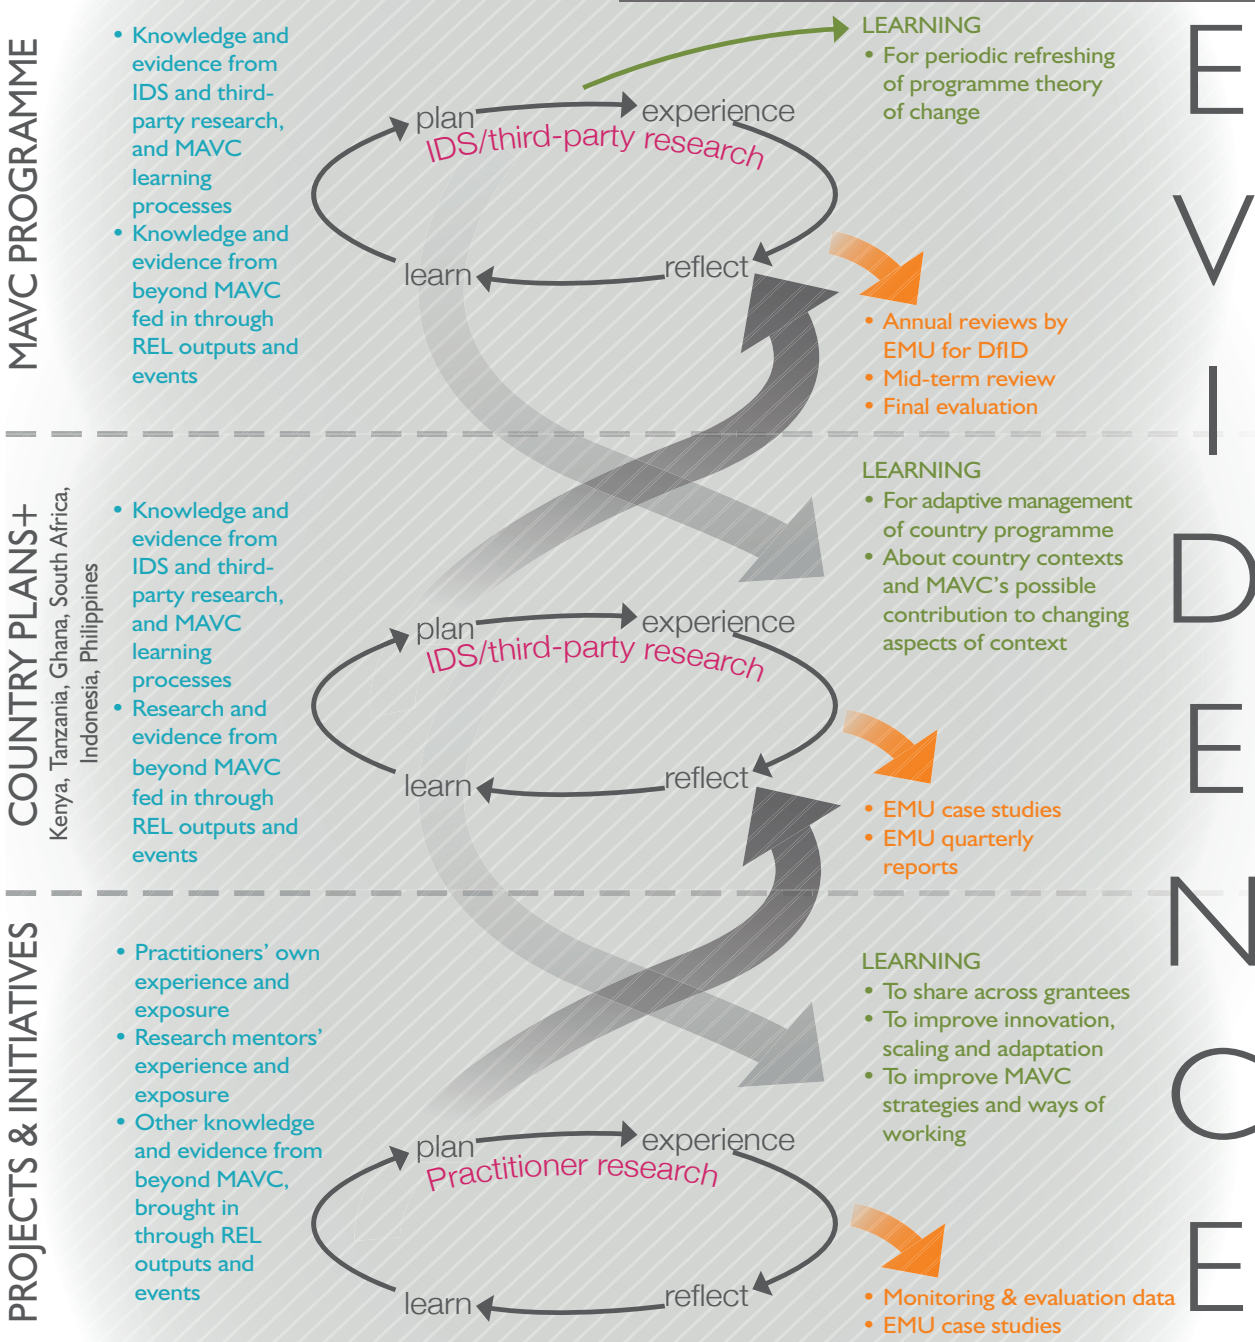 MAVC PROGRAMME
• Knowledge and
evidence from
IDS and third-
party research,
and MAVC
learning
processes
• Knowledge and
evidence from
beyond MAVC
fed in through
REL outputs and
events
plan
experience
IDS/third-party research
learn
reflect
LEARNING
• For periodic refreshing
of programme theory
of change
• Annual reviews by
EMU for DfID
• Mid-term review
• Final evaluation
COUNTRY PLANS+
Kenya, Tanzania, Ghana, South Africa,
Indonesia, Philippines
• Knowledge and
evidence from
IDS and third-
party research,
and MAVC
learning
processes
• Research and
evidence from
beyond MAVC
fed in through
REL outputs and
events
plan
experience
IDS/third-party research
learn
reflect
LEARNING
• For adaptive management
of country programme
• About country contexts
and MAVC's possible
contribution to changing
aspects of context
• EMU case studies
• EMU quarterly
reports
PROJECTS & INITIATIVES
• Practitioners' own
experience and
exposure
• Research mentors'
experience and
exposure
• Other knowledge
and evidence from
beyond MAVC,
brought in
through REL
outputs and
events
plan
experience
Practitioner research
learn
reflect
LEARNING
• To share across grantees
• To improve innovation,
scaling and adaptation
• To improve MAVC
strategies and ways of
working
• Monitoring & evaluation data
• EMU case studies
EVIDENCE